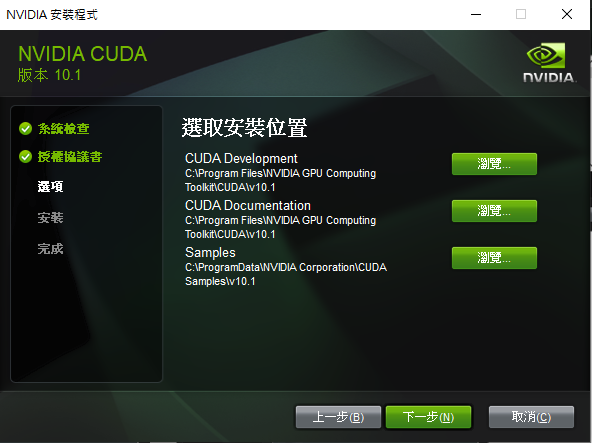 NVIDIA 安裝程式
NVIDIA CUDA
版本 10.1
NVIDIA.
系統檢查
授權協議書
選項
安裝
完成
選取安裝位置
CUDA Development
C:\Program Files\NVIDIA GPU Computing
Toolkit\CUDA\v10.1
瀏覽...
CUDA Documentation
C:\Program Files\NVIDIA GPU Computing
Toolkit\CUDA\v10.1
瀏覽...
Samples
C:\ProgramData\NVIDIA Corporation\CUDA
Samples\v10.1
瀏覽...
上一步(B) 下一步(N) 取消(C)